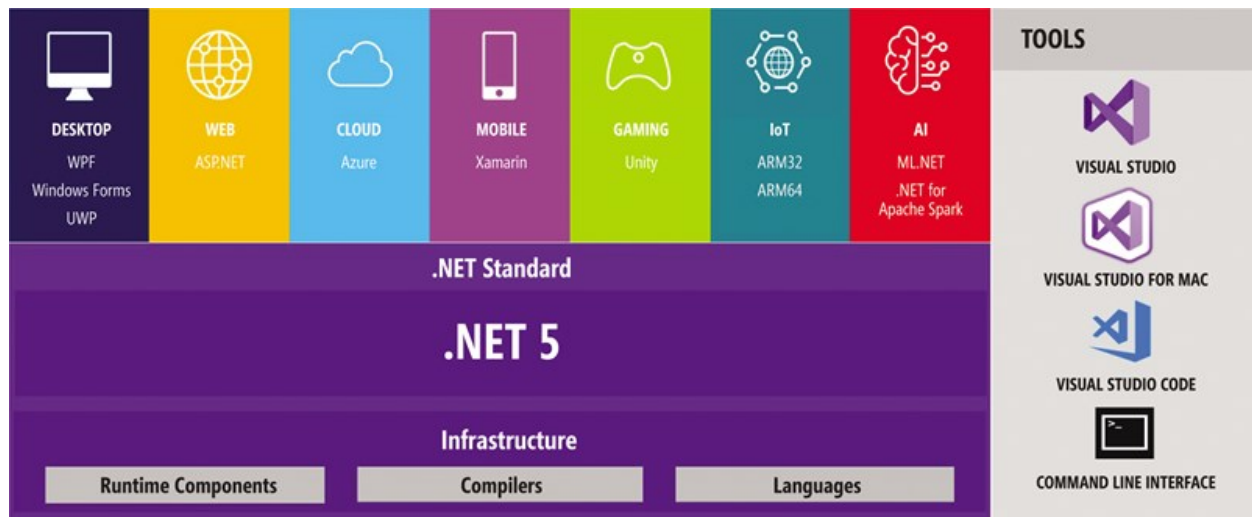 DESKTOP
WPF
Windows Forms
UWP
WEB
ASP.NET
CLOUD
Azure
MOBILE
Xamarin
GAMING
Unity
IoT
ARM32
ARM64
AI
ML.NET
.NET for
Apache Spark
.NET Standard
.NET 5
Infrastructure
Runtime Components
Compilers
Languages
TOOLS
VISUAL STUDIO
VISUAL STUDIO FOR MAC
VISUAL STUDIO CODE
>_
COMMAND LINE INTERFACE